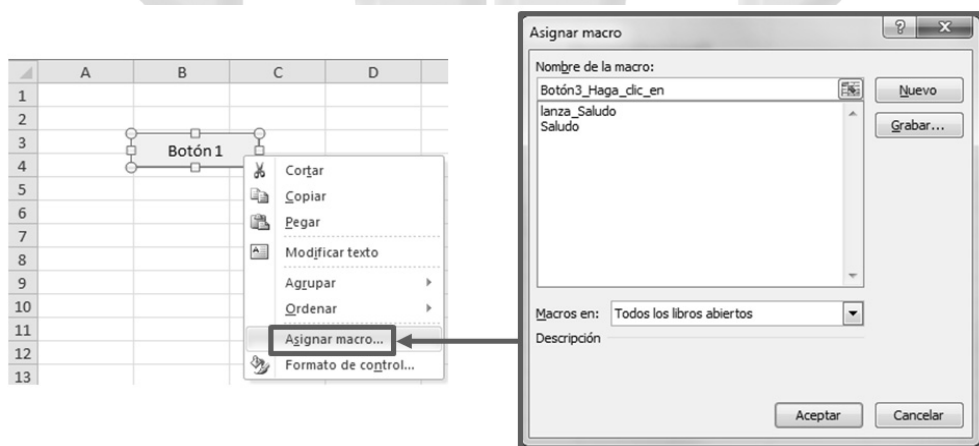 A B C D
1
2
3
4
5
6
7
8
9
10
11
12
13
Botón 1
Cortar
Copiar
Pegar
Modificar texto
Agrupar
Ordenar
Asignar macro...
Formato de control...
Asignar macro
Nombre de la macro:
Botón3_Haga_clic_en
lanza_Saludo
Saludo
Nuevo
Grabar...
Macros en: Todos los libros abiertos
Descripción
Aceptar Cancelar